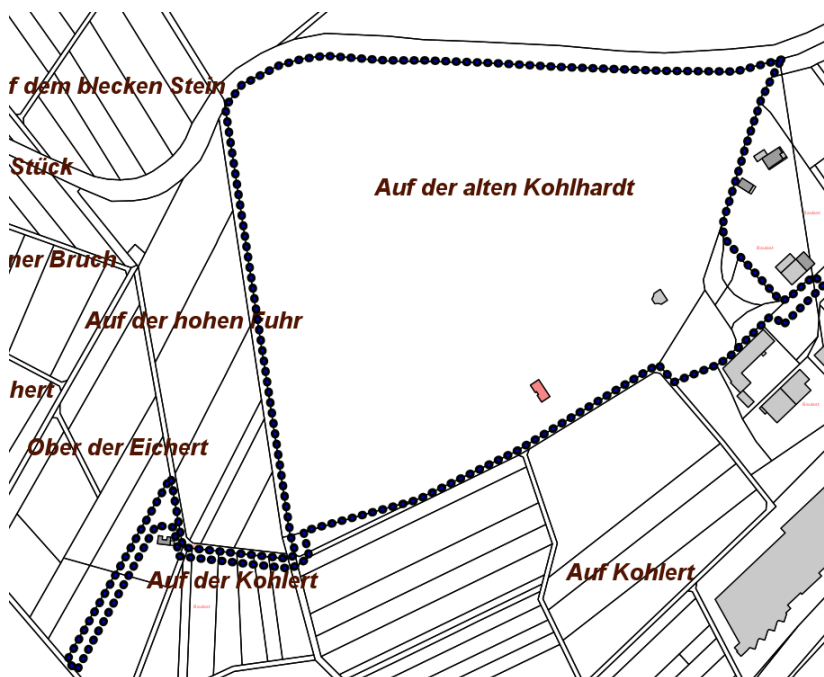 f dem blecken Stein
Stück
Auf der alten Kohlhardt
ner Bruch
Auf der hohen Fuhr
hert
Ober der Eichert
Auf der Kohlert
Auf Kohlert